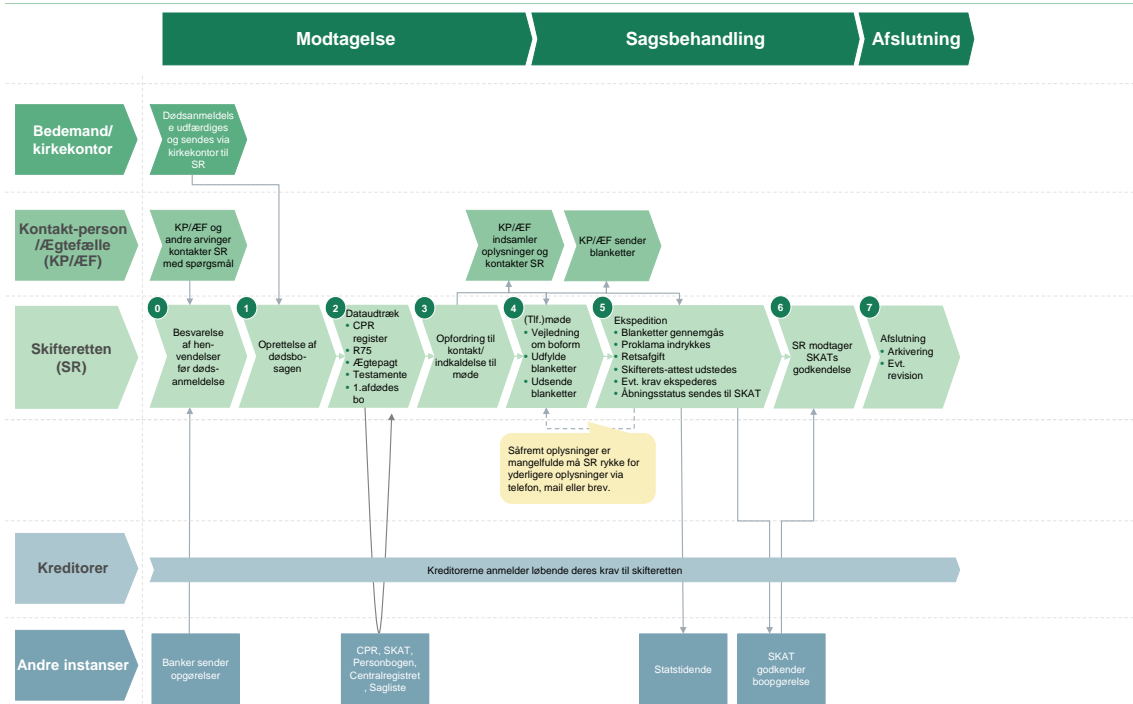 Modtagelse
Sagsbehandling
Afslutning
Bedemand/
kirkekontor
Dødsanmeldels
e udfærdiges
og sendes via
kirkekontor til
SR
Kontakt-person
/Ægtefælle
(KP/ÆF)
KP/ÆF og
andre arvinger
kontakter SR
med spørgsmål
KP/ÆF
indsamler
oplysninger og
kontakter SR
KP/ÆF sender
blanketter
Skifteretten
(SR)
0
Besvarelse
af hen-
vendelser
før døds-
anmeldelse
1
Oprettelse af
dødsbo-
sagen
2
Dataudtræk
• CPR
register
• R75
• Ægtepagt
• Testamente
• 1.afdødes
bo
3
Opfordring til
kontakt/
indkaldelse til
møde
4
(Tlf.)møde
• Vejledning
om boform
• Udfylde
blanketter
• Udsende
blanketter
5
Ekspedition
• Blanketter gennemgås
• Proklama indrykkes
• Retsafgift
• Skifterets-attest udstedes
• Evt. krav ekspederes
• Åbningsstatus sendes til SKAT
6
SR modtager
SKATs
godkendelse
7
Afslutning
• Arkivering
• Evt.
revision
Såfremt oplysninger er
mangelfulde må SR rykke for
yderligere oplysninger via
telefon, mail eller brev.
Kreditorer
Kreditorerne anmelder løbende deres krav til skifteretten
Andre instanser
Banker sender
opgørelser
CPR, SKAT,
Personbogen,
Centralregistret
, Sagliste
Statstidende
SKAT
godkender
boopgørelse